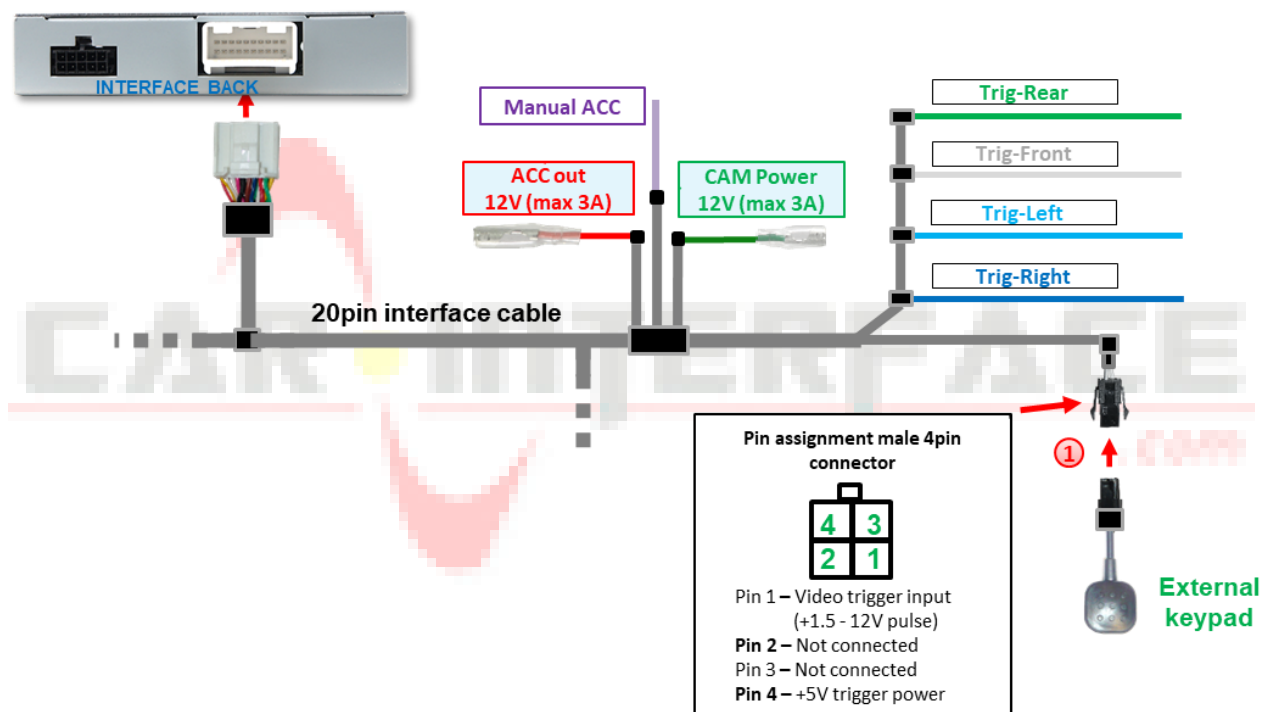 INTERFACE BACK
Manual ACC
ACC out
12V (max 3A)
CAM Power
12V (max 3A)
Trig-Rear
Trig-Front
Trig-Left
Trig-Right
20pin interface cable
CAR INTERFACE
.com
Pin assignment male 4pin
connector
4 3
2 1
Pin 1 – Video trigger input
(+1.5 - 12V pulse)
Pin 2 – Not connected
Pin 3 – Not connected
Pin 4 – +5V trigger power
1
External
keypad